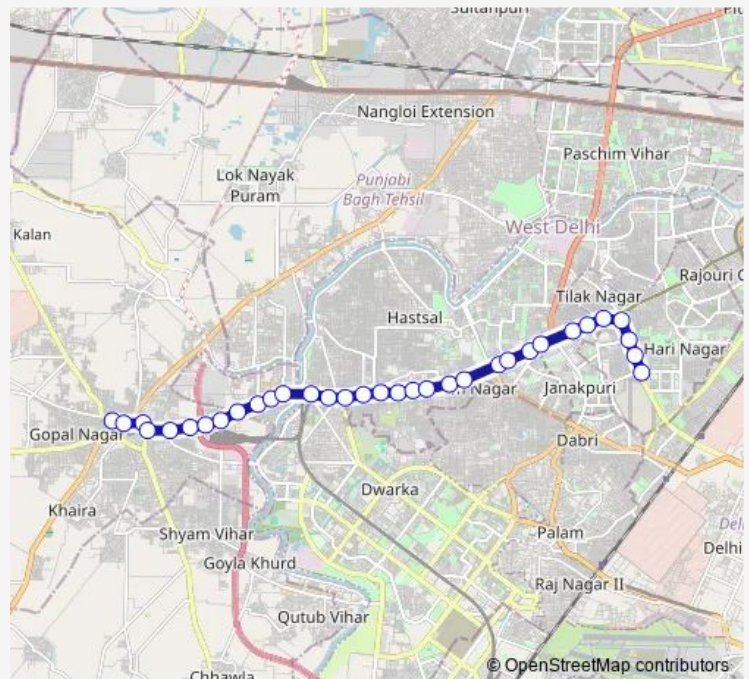 Sultanpuri
Nangloi Extension
Paschim Vihar
Lok Nayak
Puram
Punjabi
Bagh Tehsil
West Delhi
Kalan
Rajouri G
Tilak Nagar
Hastsal
Hari Nagar
Nagar
Janakpuri
Gopal Nagar
Dabri
Dwarka
Khaira
Shyam Vihar
Palam
Delhi
Goyla Khurd
Raj Nagar II
Qutub Vihar
Chhawla
© OpenStreetMap contributors